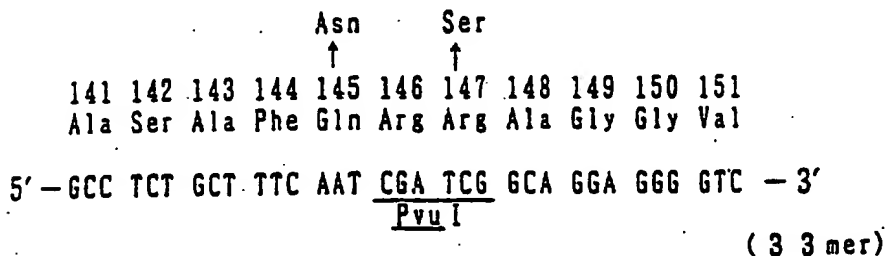 Asn Ser
↑ ↑
141 142 143 144 145 146 147 148 149 150 151
Ala Ser Ala Phe Gln Arg Arg Ala Gly Gly Val
5′ —GCC TCT GCT TTC AAT CGA TCG GCA GGA GGG GTC — 3′
Pvu I
(33mer)